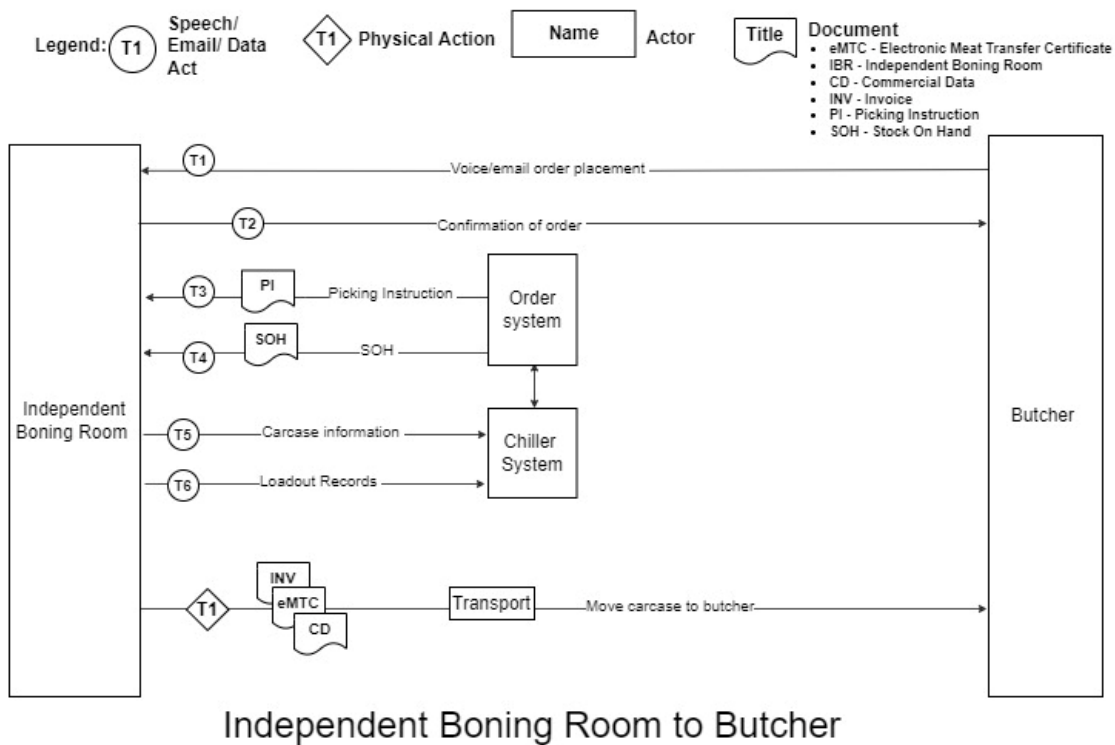 Legend:
T1
Speech/
Email/ Data
Act
T1
Physical Action
Name
Actor
Title
Document
• eMTC - Electronic Meat Transfer Certificate
• IBR - Independent Boning Room
• CD - Commercial Data
• INV - Invoice
• PI - Picking Instruction
• SOH - Stock On Hand
Independent
Boning Room
Butcher
T1
Voice/email order placement
T2
Confirmation of order
T3
PI
Picking Instruction
Order
system
T4
SOH
SOH
T5
Carcase information
Chiller
System
T6
Loadout Records
T1
INV
eMTC
CD
Transport
Move carcase to butcher
Independent Boning Room to Butcher